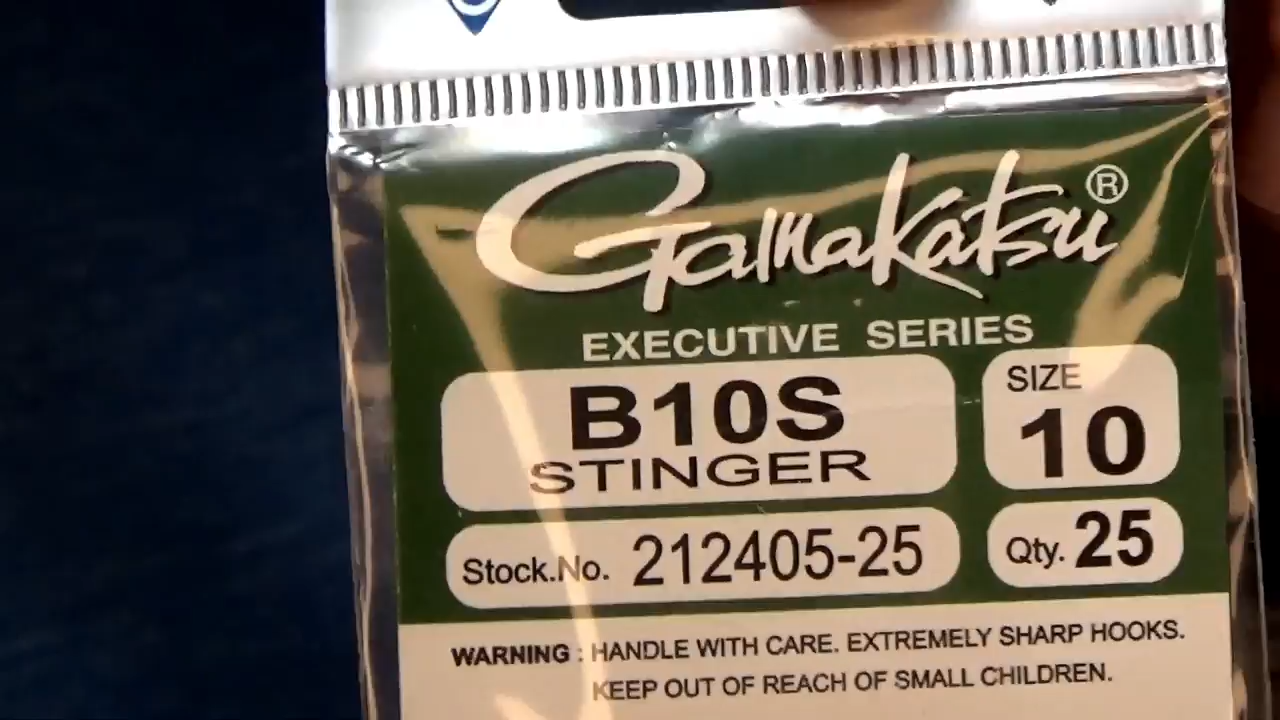 Gamakatsu®
EXECUTIVE SERIES
B10S
STINGER
SIZE
10
Stock.No. 212405-25
Qty. 25
WARNING : HANDLE WITH CARE. EXTREMELY SHARP HOOKS.
KEEP OUT OF REACH OF SMALL CHILDREN.